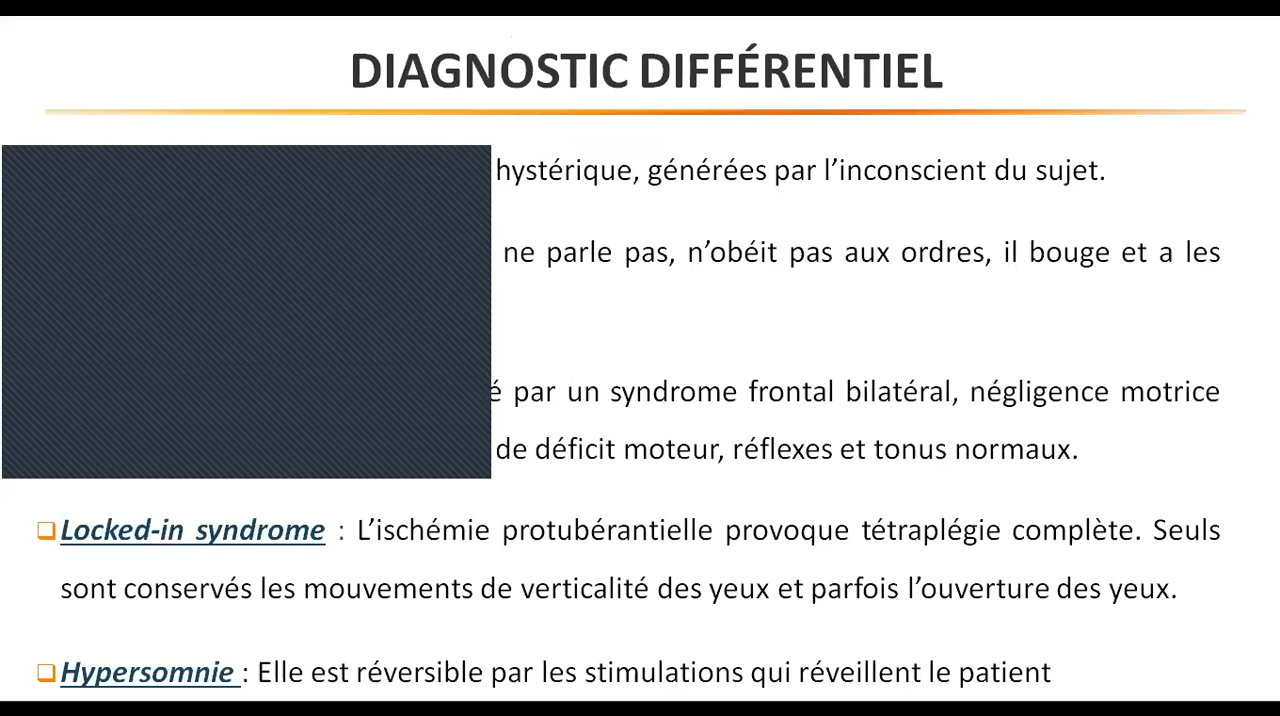 DIAGNOSTIC DIFFÉRENTIEL
hystérique, générées par l’inconscient du sujet.
ne parle pas, n’obéit pas aux ordres, il bouge et a les
par un syndrome frontal bilatéral, négligence motrice
de déficit moteur, réflexes et tonus normaux.
Locked-in syndrome : L’ischémie protubérantielle provoque tétraplégie complète. Seuls
sont conservés les mouvements de verticalité des yeux et parfois l’ouverture des yeux.
Hypersomnie : Elle est réversible par les stimulations qui réveillent le patient